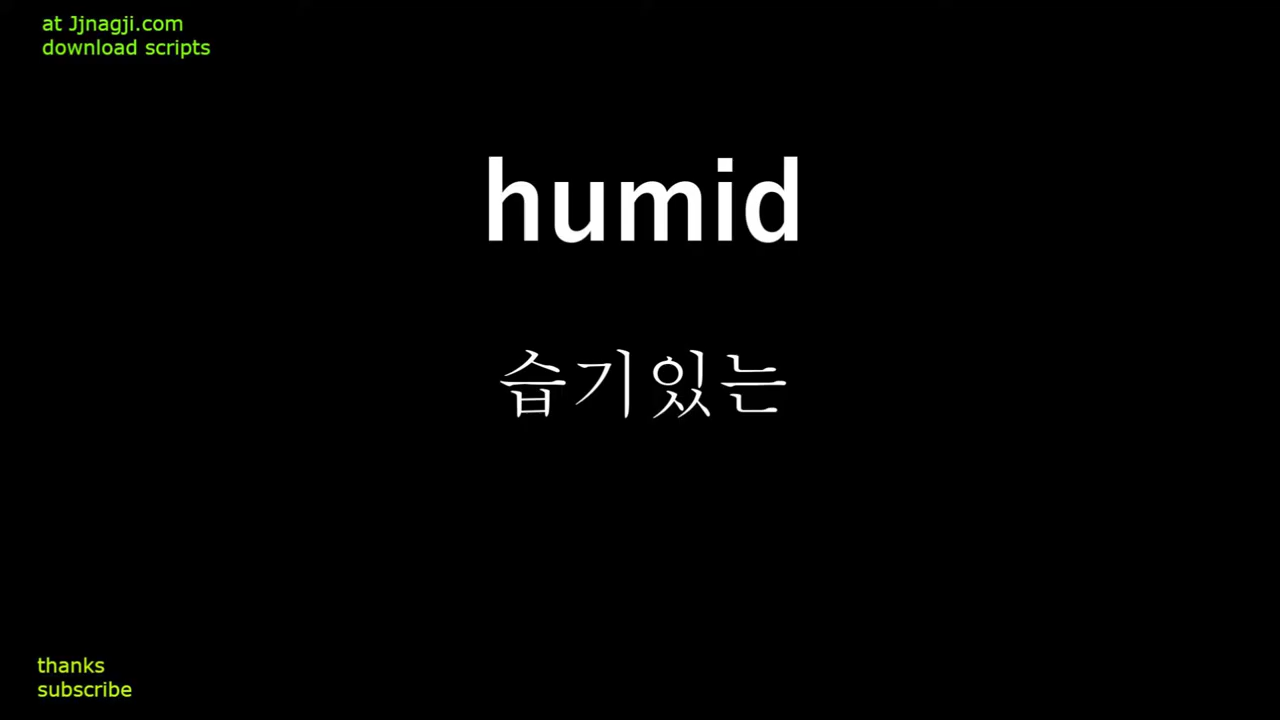 at Jjnagji.com
download scripts
humid
습기있는
thanks
subscribe